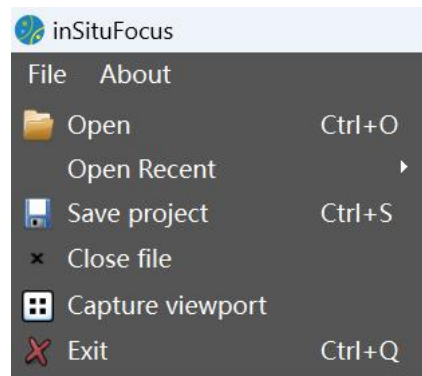 inSituFocus
File About
Open Ctrl+O
Open Recent
Save project Ctrl+S
Close file
Capture viewport
Exit Ctrl+Q